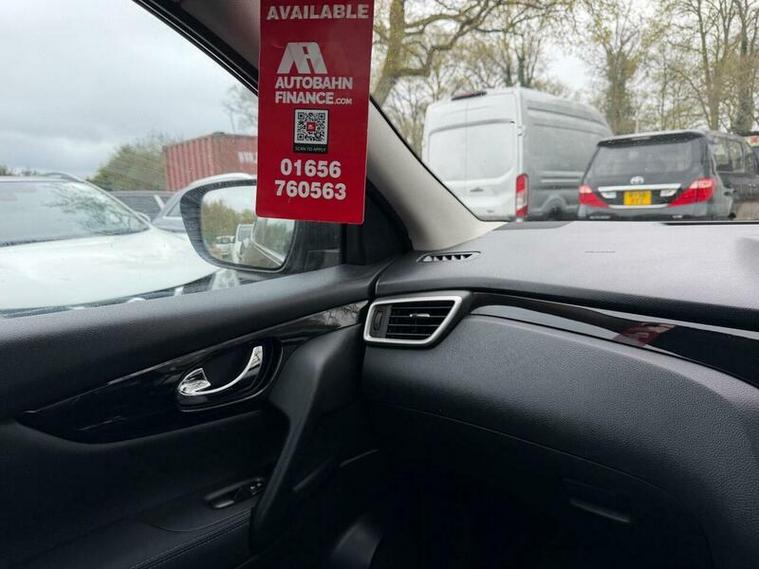 AVAILABLE
AUTOBAHN
FINANCE.COM
SCAN TO APPLY
01656
760563